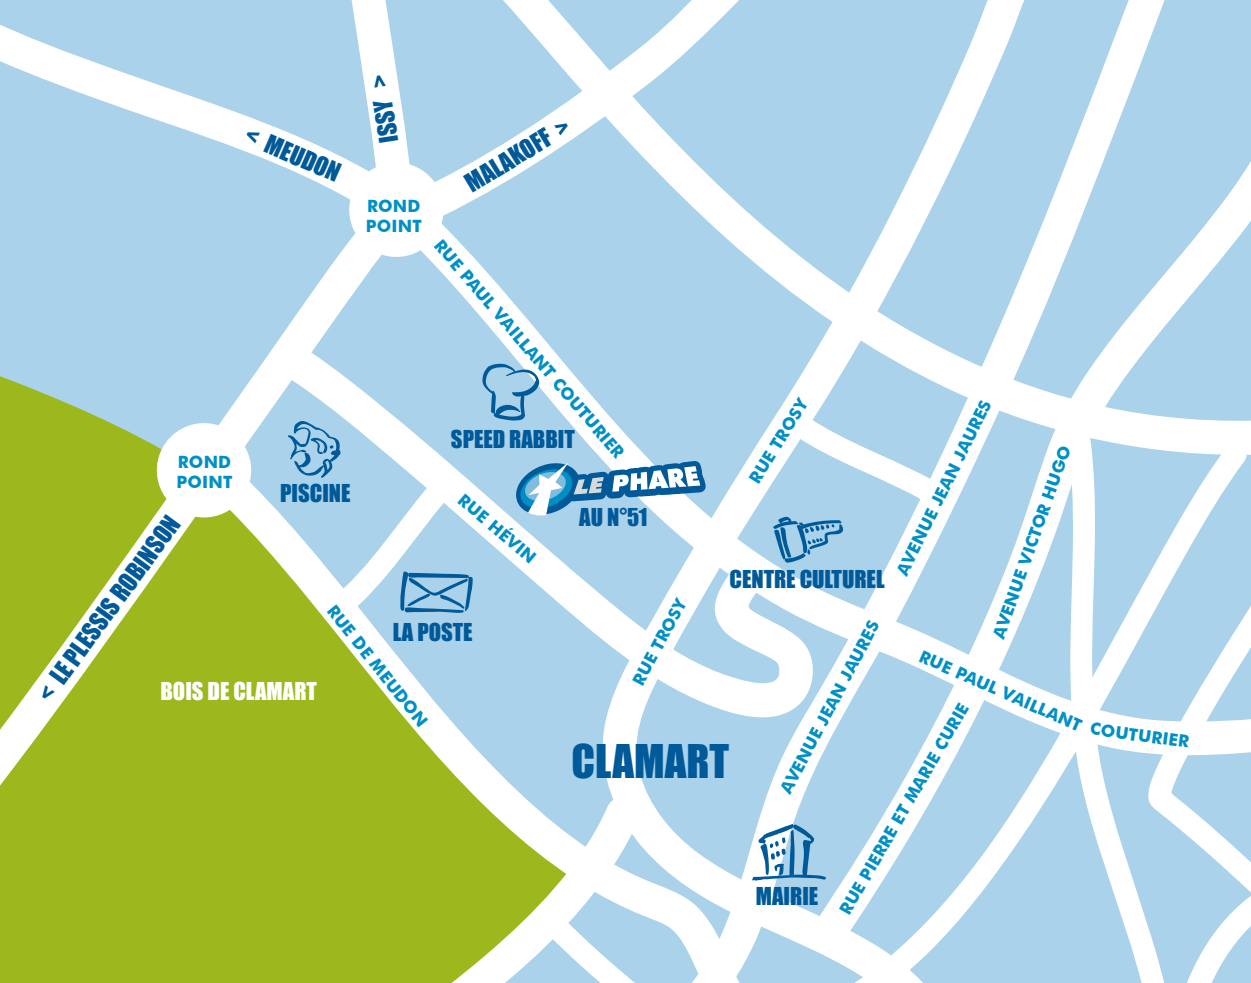 < ISSY
< MEUDON
MALAKOFF >
ROND
POINT
RUE PAUL VAILLANT COUTURIER
SPEED RABBIT
LE PHARE
AU N°51
RUE TROSY
AVENUE JEAN JAURES
AVENUE VICTOR HUGO
ROND
POINT
PISCINE
RUE HÉVIN
CENTRE CULTUREL
< LE PLESSIS ROBINSON
LA POSTE
RUE DE MEUDON
RUE TROSY
AVENUE JEAN JAURES
RUE PAUL VAILLANT COUTURIER
BOIS DE CLAMART
CLAMART
RUE PIERRE ET MARIE CURIE
MAIRIE